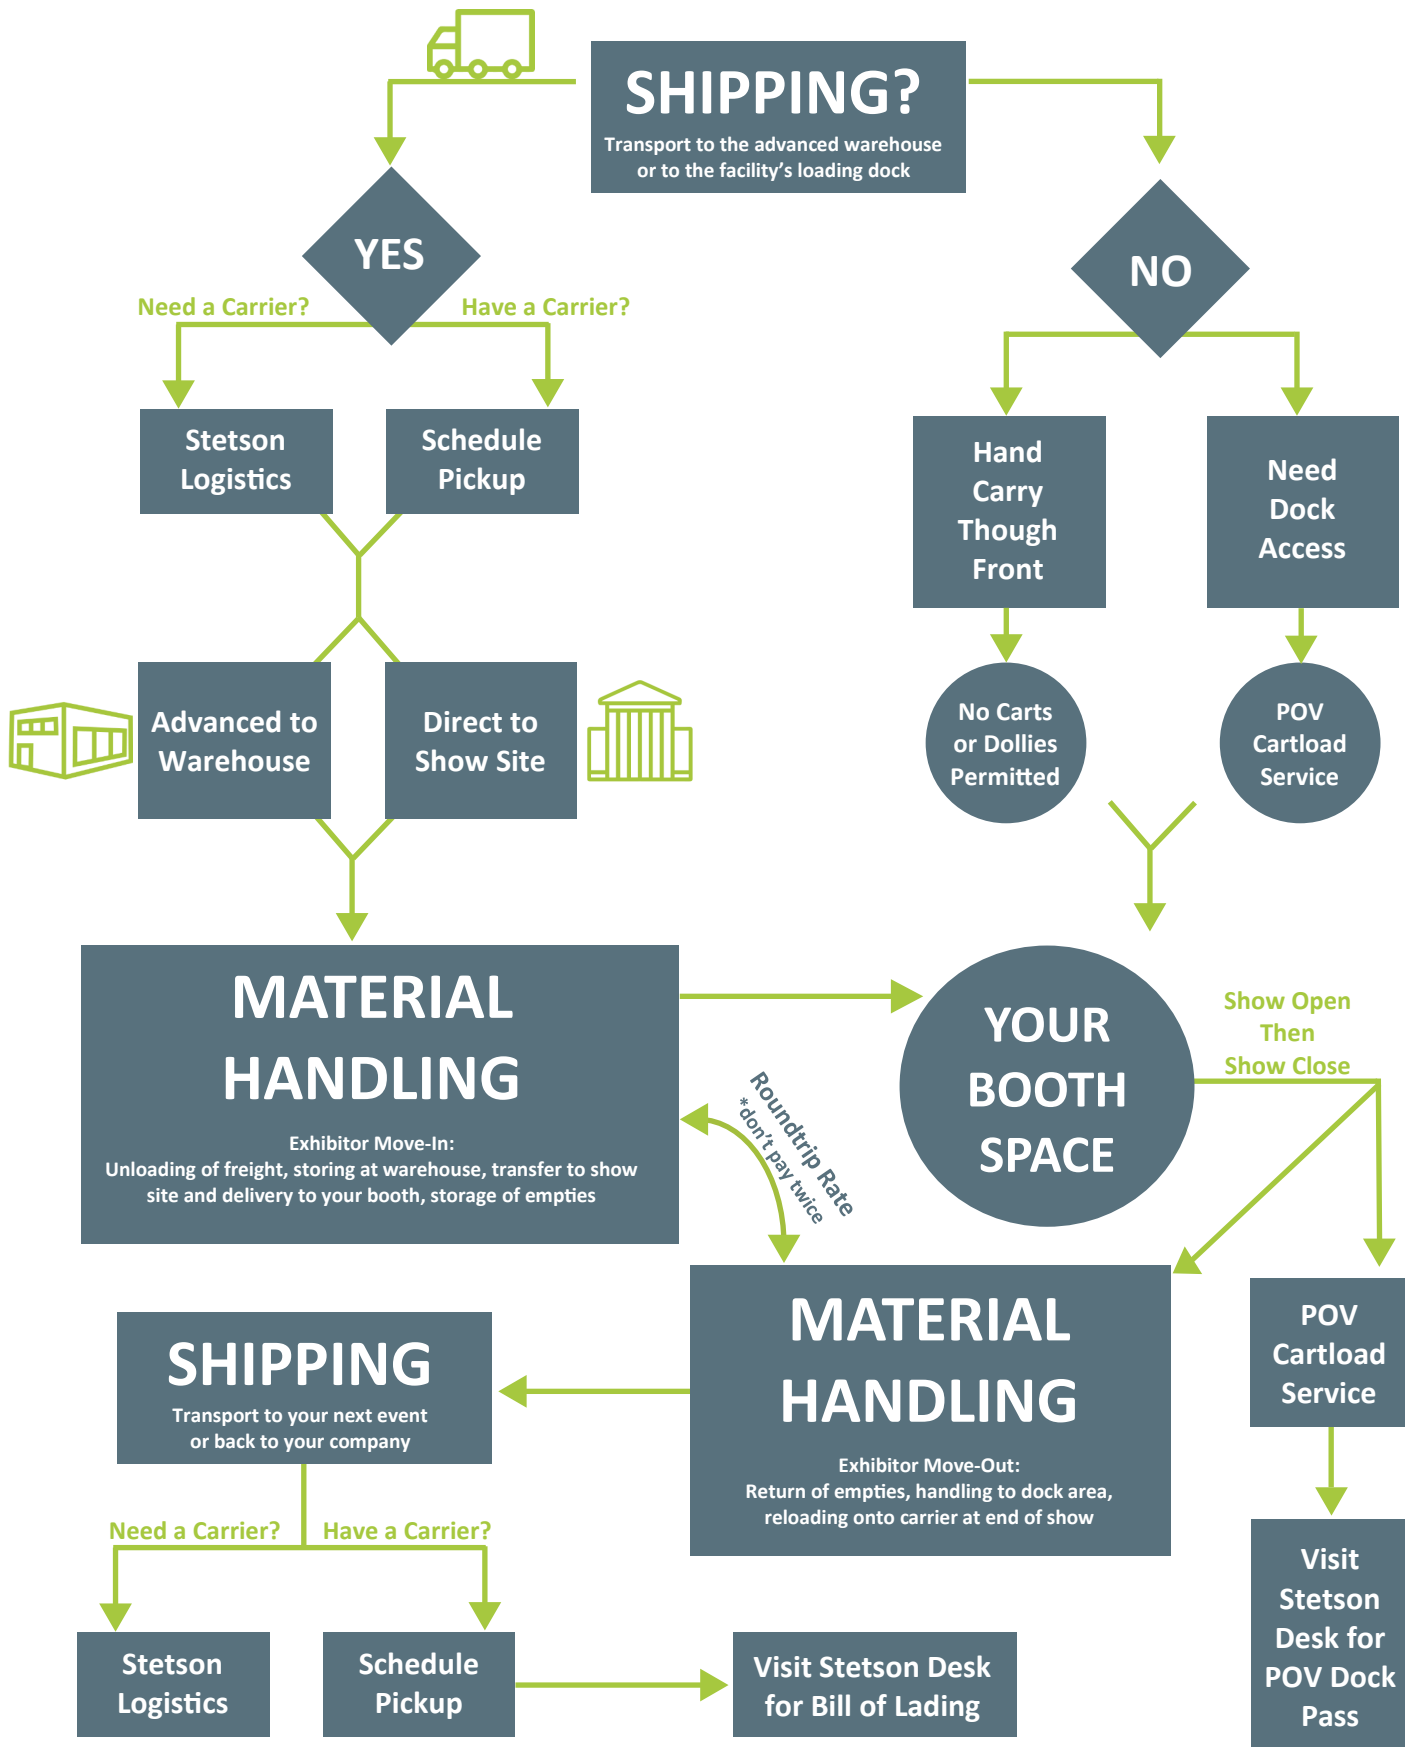 SHIPPING?
Transport to the advanced warehouse
or to the facility's loading dock
YES
NO
Need a Carrier?
Have a Carrier?
Stetson
Logistics
Schedule
Pickup
Hand
Carry
Though
Front
Need
Dock
Access
Advanced to
Warehouse
Direct to
Show Site
No Carts
or Dollies
Permitted
POV
Cartload
Service
MATERIAL
HANDLING
Exhibitor Move-In:
Unloading of freight, storing at warehouse, transfer to show
site and delivery to your booth, storage of empties
YOUR
BOOTH
SPACE
Show Open
Then
Show Close
Roundtrip Rate
*don't pay twice
MATERIAL
HANDLING
Exhibitor Move-Out:
Return of empties, handling to dock area,
reloading onto carrier at end of show
POV
Cartload
Service
SHIPPING
Transport to your next event
or back to your company
Need a Carrier?
Have a Carrier?
Stetson
Logistics
Schedule
Pickup
Visit Stetson Desk
for Bill of Lading
Visit
Stetson
Desk for
POV Dock
Pass